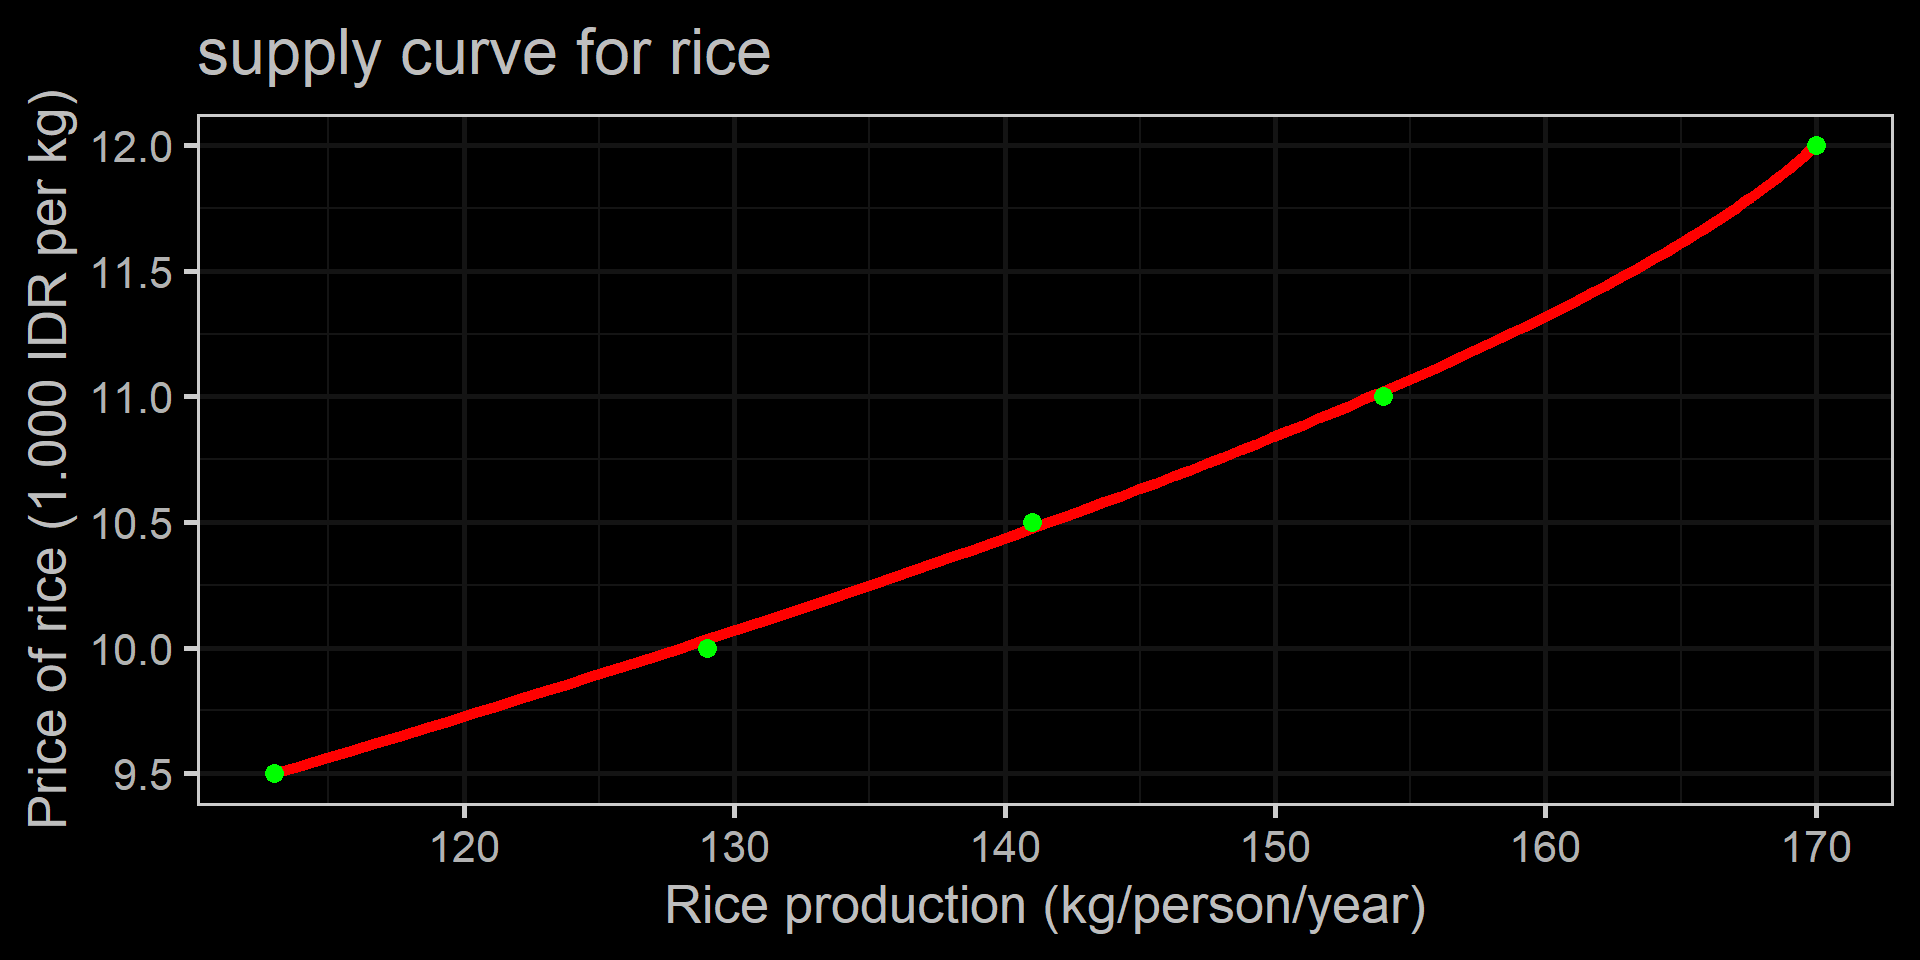 supply curve for rice
Price of rice (1.000 IDR per kg)
12.0
11.5
11.0
10.5
10.0
9.5
120 130 140 150 160 170
Rice production (kg/person/year)